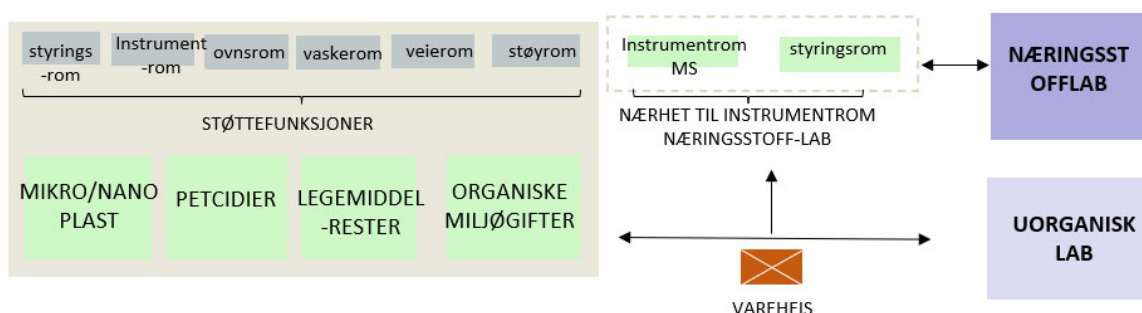 styrings
-rom
Instrument
-rom
ovnsrom
vaskerom
veierom
støyrom
STØTTEFUNKSJONER
MIKRO/NANO
PLAST
PETCIDIER
LEGEMIDDEL
-RESTER
ORGANISKE
MILJØGIFTER
Instrumentrom
MS
styringsrom
NÆRHET TIL INSTRUMENTROM
NÆRINGSSTOFF-LAB
VAREHEIS
NÆRINGSST
OFFLAB
UORGANISK
LAB